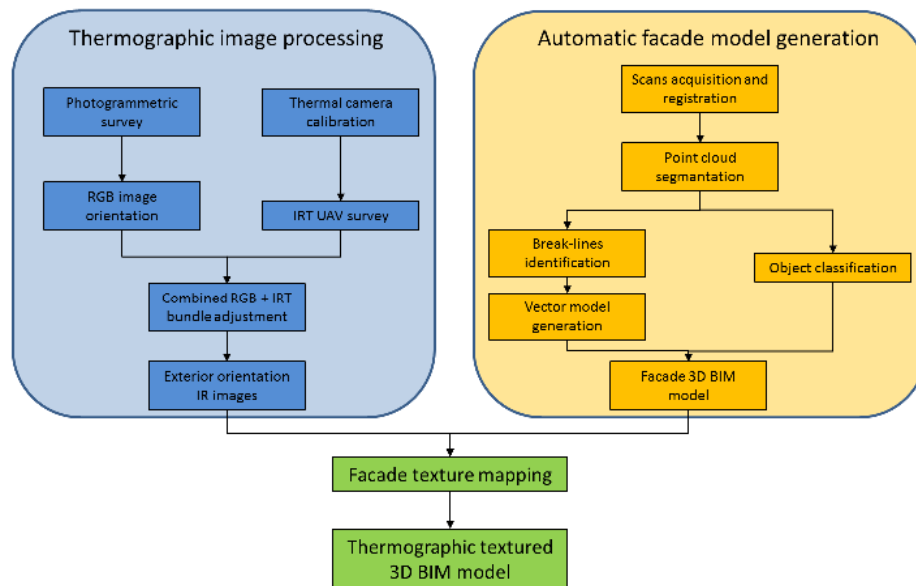 Thermographic image processing
Photogrammetric
survey
Thermal camera
calibration
RGB image
orientation
IRT UAV survey
Combined RGB + IRT
bundle adjustment
Exterior orientation
IR images
Automatic facade model generation
Scans acquisition and
registration
Point cloud
segmantation
Break-lines
identification
Object classification
Vector model
generation
Facade 3D BIM
model
Facade texture mapping
Thermographic textured
3D BIM model